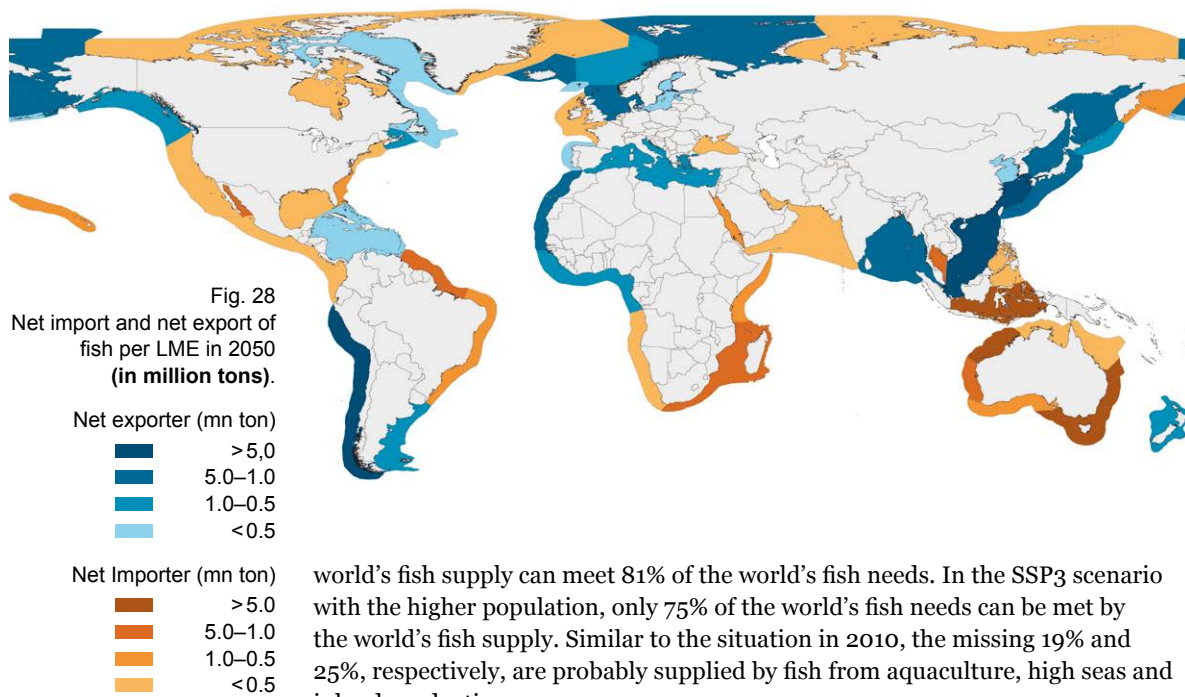 Fig. 28
Net import and net export of
fish per LME in 2050
(in million tons).
Net exporter (mn ton)
>5,0
5.0–1.0
1.0–0.5
<0.5
Net Importer (mn ton)
>5.0
5.0–1.0
1.0–0.5
<0.5
world’s fish supply can meet 81% of the world’s fish needs. In the SSP3 scenario
with the higher population, only 75% of the world’s fish needs can be met by
the world’s fish supply. Similar to the situation in 2010, the missing 19% and
25%, respectively, are probably supplied by fish from aquaculture, high seas and